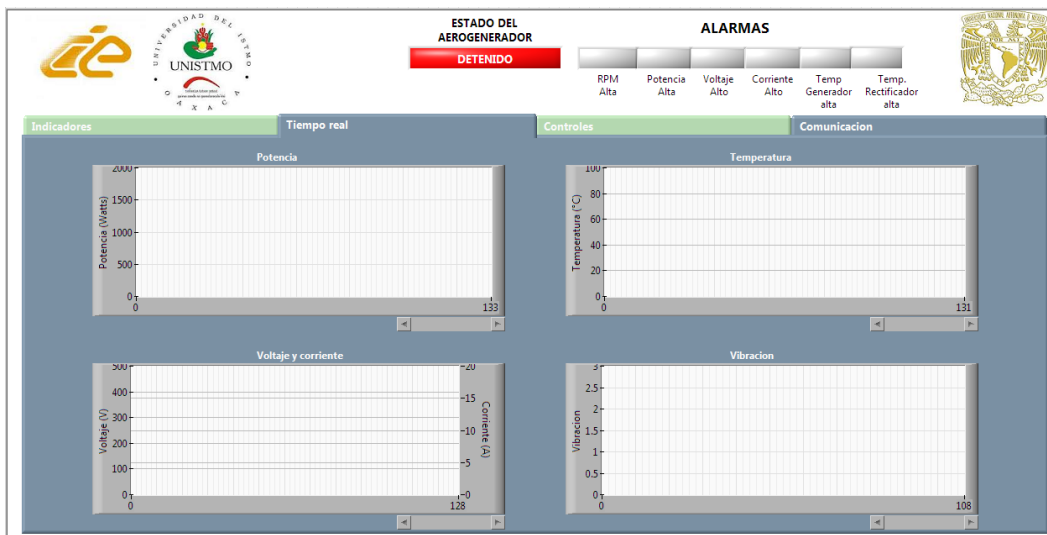 UNIVERSIDAD DEL ISTMO
UNISTMO
OAXACA
ESTADO DEL
AEROGENERADOR
DETENIDO
ALARMAS
RPM
Alta
Potencia
Alta
Voltaje
Alto
Corriente
Alto
Temp
Generador
alta
Temp.
Rectificador
alta
Indicadores
Tiempo real
Controles
Comunicacion
Potencia
Potencia (Watts)
2000
1500
1000
500
0
0
133
Temperatura
Temperatura (°C)
100
80
60
40
20
0
0
131
Voltaje y corriente
Voltaje (V)
500
400
300
200
100
0
0
128
20
15
10
5
0
Corriente (A)
Vibracion
Vibracion
3
2.5
2
1.5
1
0.5
0
0
108